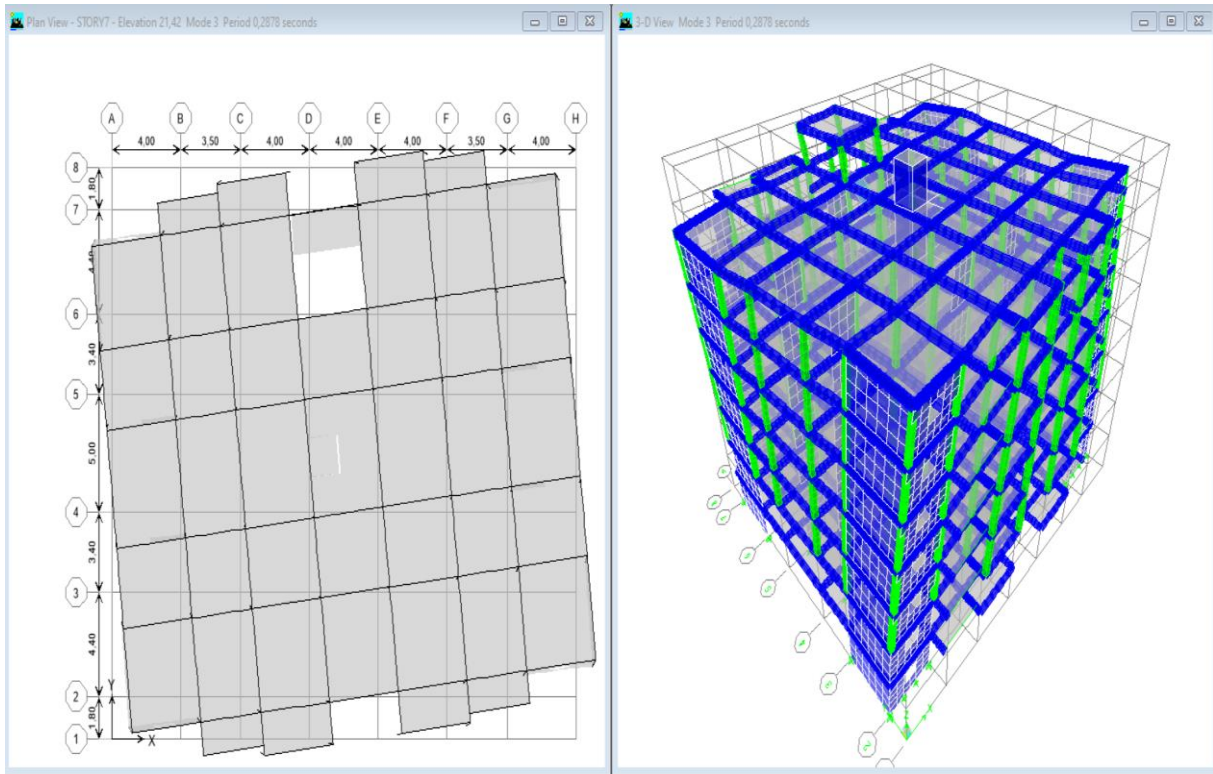 Plan View - STORY7 - Elevation 21,42 Mode 3 Period 0,2878 seconds
A B C D E F G H
4,00 3,50 4,00 4,00 4,00 3,50 4,00
8
1.80
7
4.40
6
3.40
5
5.00
4
3.40
3
4.40
2
Y
1.80
1
X
3-D View Mode 3 Period 0,2878 seconds